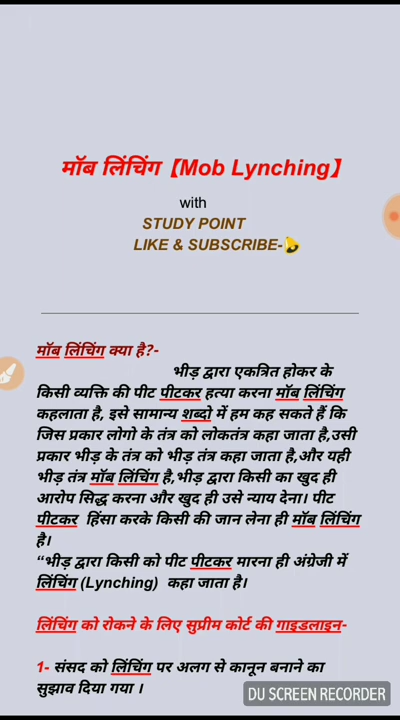 मॉब लिंचिंग【Mob Lynching】
with
STUDY POINT
LIKE & SUBSCRIBE-🔔
मॉब लिंचिंग क्या है?-
भीड़ द्वारा एकत्रित होकर के
किसी व्यक्ति की पीट पीटकर हत्या करना मॉब लिंचिंग
कहलाता है, इसे सामान्य शब्दो में हम कह सकते हैं कि
जिस प्रकार लोगो के तंत्र को लोकतंत्र कहा जाता है,उसी
प्रकार भीड़ के तंत्र को भीड़ तंत्र कहा जाता है,और यही
भीड़ तंत्र मॉब लिंचिंग है,भीड़ द्वारा किसी का खुद ही
आरोप सिद्ध करना और खुद ही उसे न्याय देना। पीट
पीटकर हिंसा करके किसी की जान लेना ही मॉब लिंचिंग
है।
“भीड़ द्वारा किसी को पीट पीटकर मारना ही अंग्रेजी में
लिंचिंग (Lynching) कहा जाता है।
लिंचिंग को रोकने के लिए सुप्रीम कोर्ट की गाइडलाइन-
1- संसद को लिंचिंग पर अलग से कानून बनाने का
सुझाव दिया गया ।
DU SCREEN RECORDER